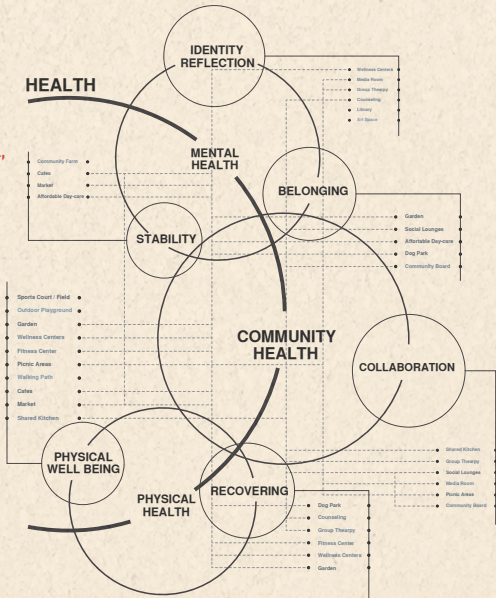 IDENTITY
REFLECTION
HEALTH
Wellness Centers
Media Room
Group Therapy
Counseling
Library
Art Space
”
MENTAL
HEALTH
Community Farm
Cafes
Market
Affordable Day-care
BELONGING
STABILITY
Garden
Social Lounges
Affordable Day-care
Dog Park
Community Board
Sports Court / Field
Outdoor Playground
Garden
Wellness Centers
Fitness Center
Picnic Areas
Walking Path
Cafes
Market
Shared Kitchen
COMMUNITY
HEALTH
COLLABORATION
PHYSICAL
WELL BEING
PHYSICAL
HEALTH
RECOVERING
Shared Kitchen
Group Thearpy
Social Lounges
Media Room
Picnic Areas
Community Board
Dog Park
Counseling
Group Thearpy
Fitness Center
Wellness Centers
Garden